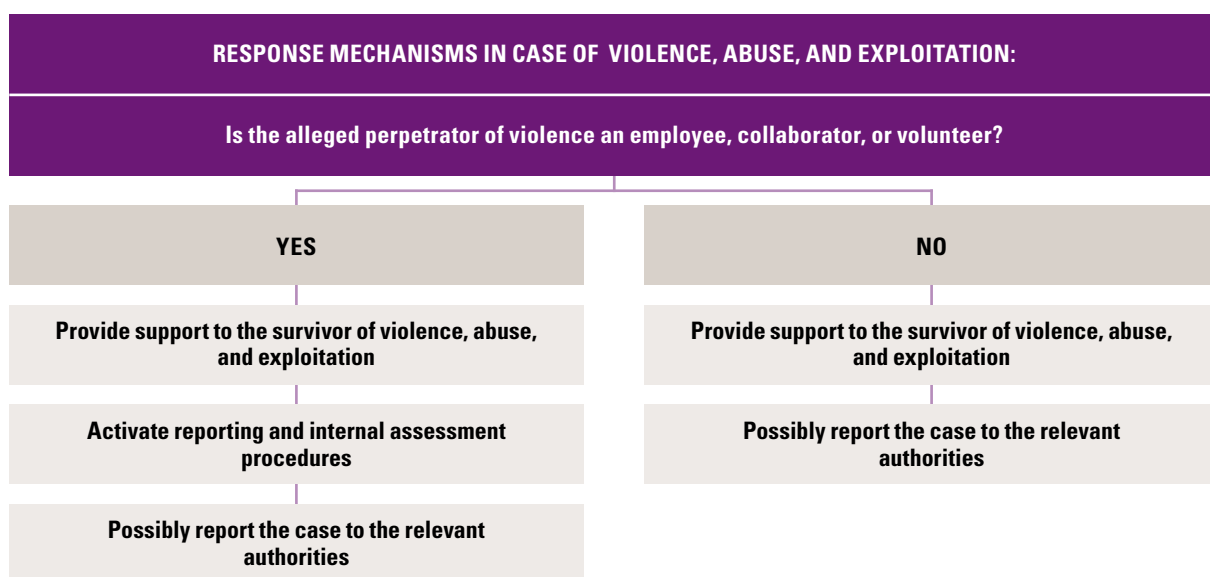 RESPONSE MECHANISMS IN CASE OF VIOLENCE, ABUSE, AND EXPLOITATION:
Is the alleged perpetrator of violence an employee, collaborator, or volunteer?
YES
Provide support to the survivor of violence, abuse,
and exploitation
Activate reporting and internal assessment
procedures
Possibly report the case to the relevant
authorities
NO
Provide support to the survivor of violence, abuse,
and exploitation
Possibly report the case to the relevant
authorities